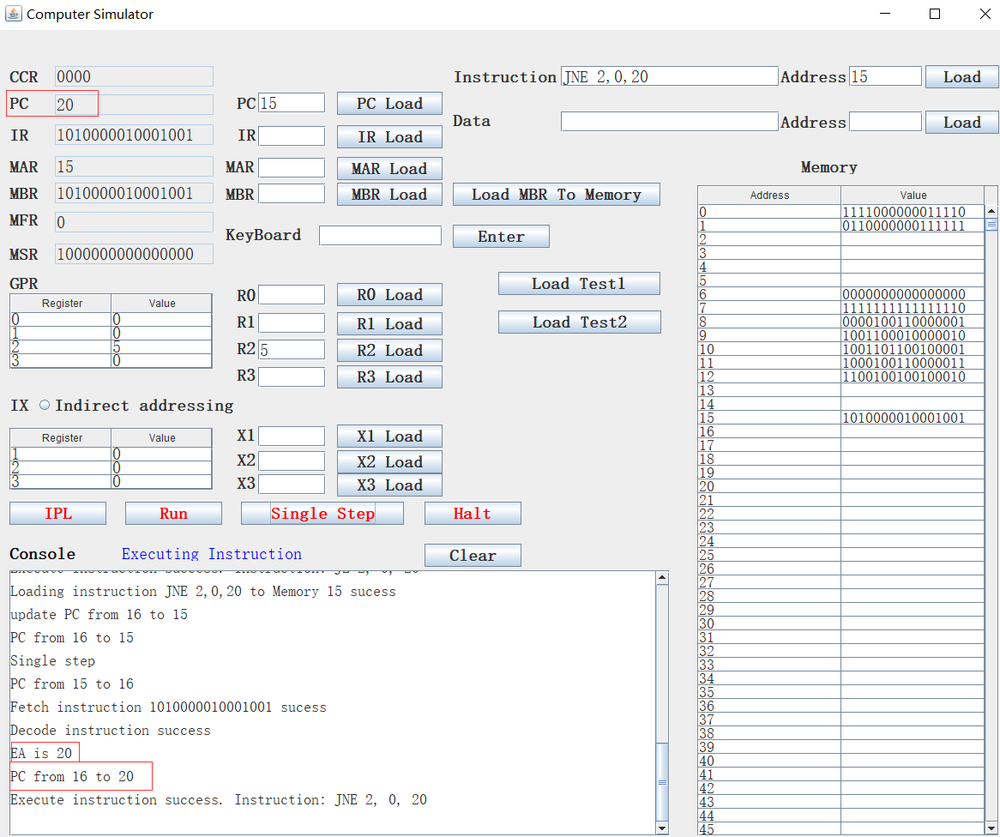 Computer Simulator
CCR 0000 Instruction JNE 2,0,20 Address 15 Load
PC 20 PC 15 PC Load
Data Address Load
IR 1010000010001001 IR IR Load
MAR 15 MAR MAR Load Memory
MBR 1010000010001001 MBR MBR Load Load MBR To Memory
MFR 0
KeyBoard Enter
MSR 1000000000000000
GPR
Register Value
0 0
1 0
2 5
3 0
R0 R0 Load
R1 R1 Load
R2 5 R2 Load
R3 R3 Load
Load Test1
Load Test2
IX Indirect addressing
Register Value
1 0
2 0
3 0
X1 X1 Load
X2 X2 Load
X3 X3 Load
IPL Run Single Step Halt
Console Executing Instruction Clear
Execute instruction success. Instruction: JE 2, 0, 20
Loading instruction JNE 2,0,20 to Memory 15 sucess
update PC from 16 to 15
PC from 16 to 15
Single step
PC from 15 to 16
Fetch instruction 1010000010001001 sucess
Decode instruction success
EA is 20
PC from 16 to 20
Execute instruction success. Instruction: JNE 2, 0, 20
Address Value
0 1111000000011110
1 0110000000111111
2
3
4
5
6 0000000000000000
7 1111111111111110
8 0000100110000001
9 1001100010000010
10 1001101100100001
11 1000100110000011
12 1100100100100010
13
14
15 1010000010001001
16
17
18
19
20
21
22
23
24
25
26
27
28
29
30
31
32
33
34
35
36
37
38
39
40
41
42
43
44
45